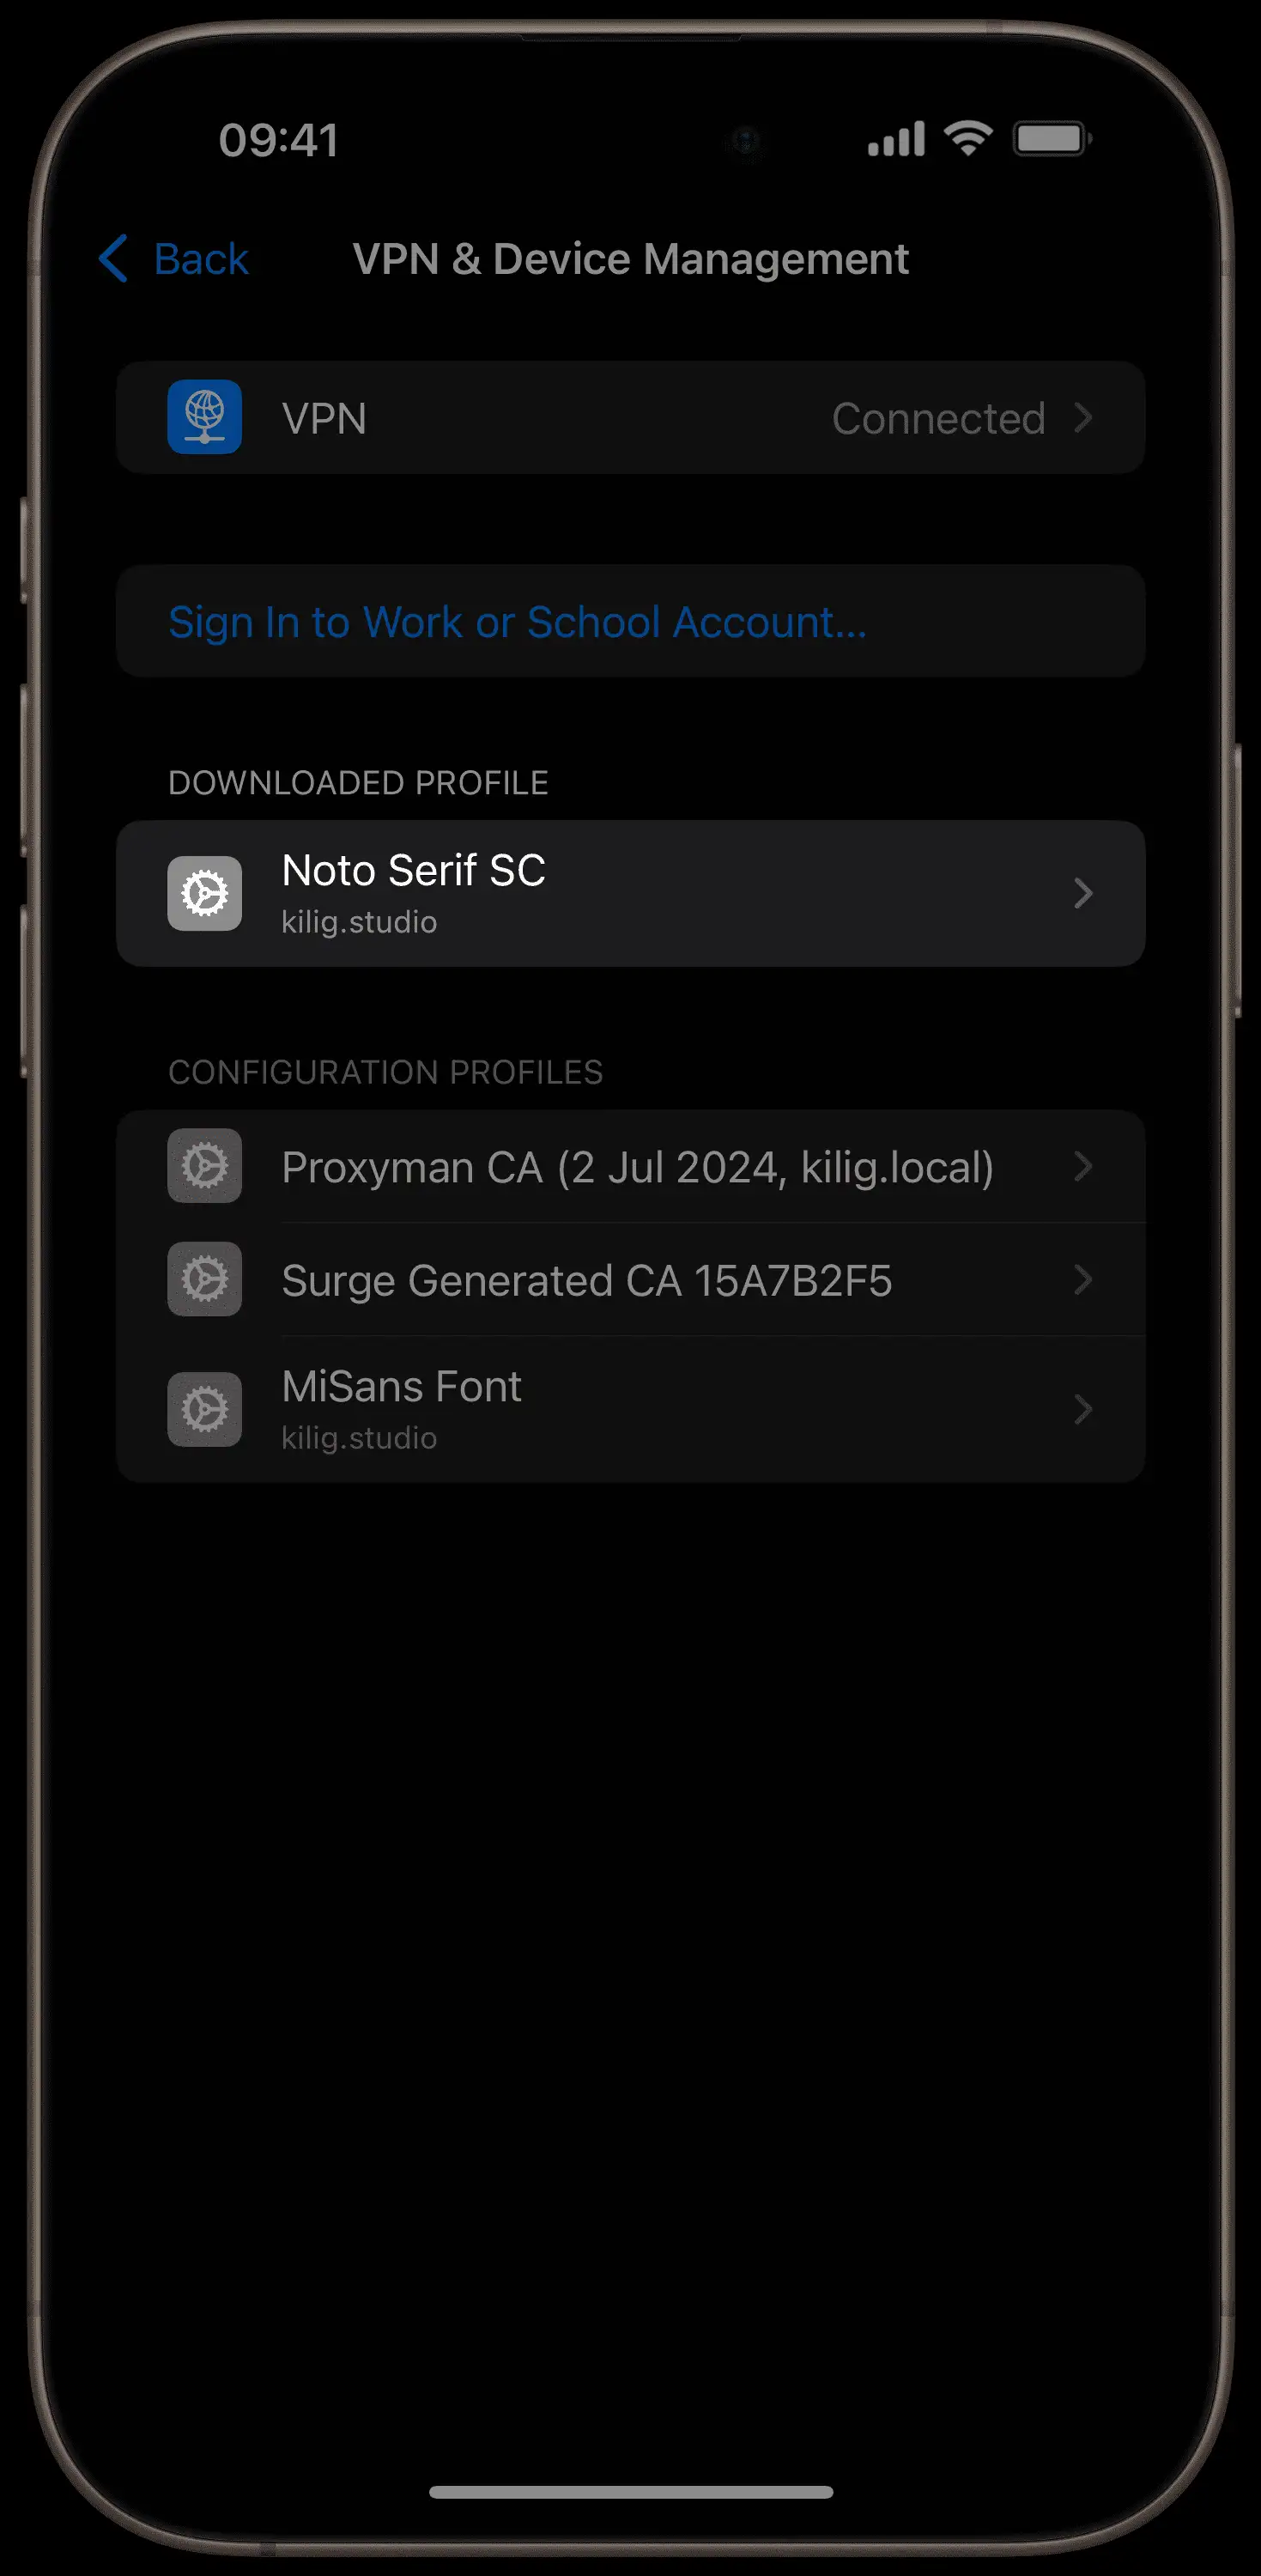 09:41
Back
VPN & Device Management
VPN
Connected
Sign In to Work or School Account...
DOWNLOADED PROFILE
Noto Serif SC
kilig.studio
CONFIGURATION PROFILES
Proxyman CA (2 Jul 2024, kilig.local)
Surge Generated CA 15A7B2F5
MiSans Font
kilig.studio